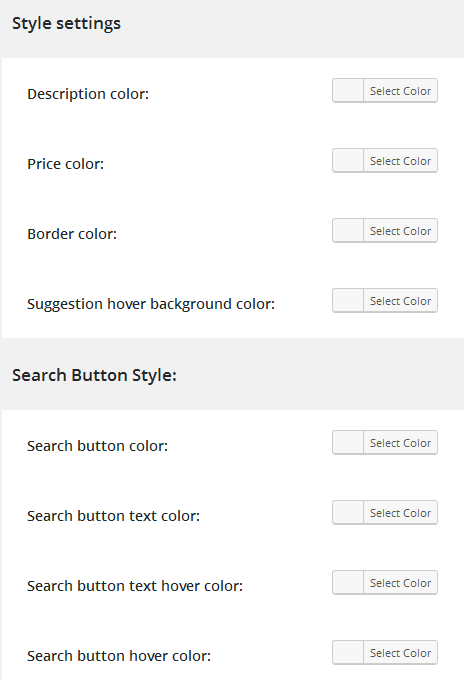 Style settings
Description color: Select Color
Price color: Select Color
Border color: Select Color
Suggestion hover background color: Select Color
Search Button Style:
Search button color: Select Color
Search button text color: Select Color
Search button text hover color: Select Color
Search button hover color: Select Color